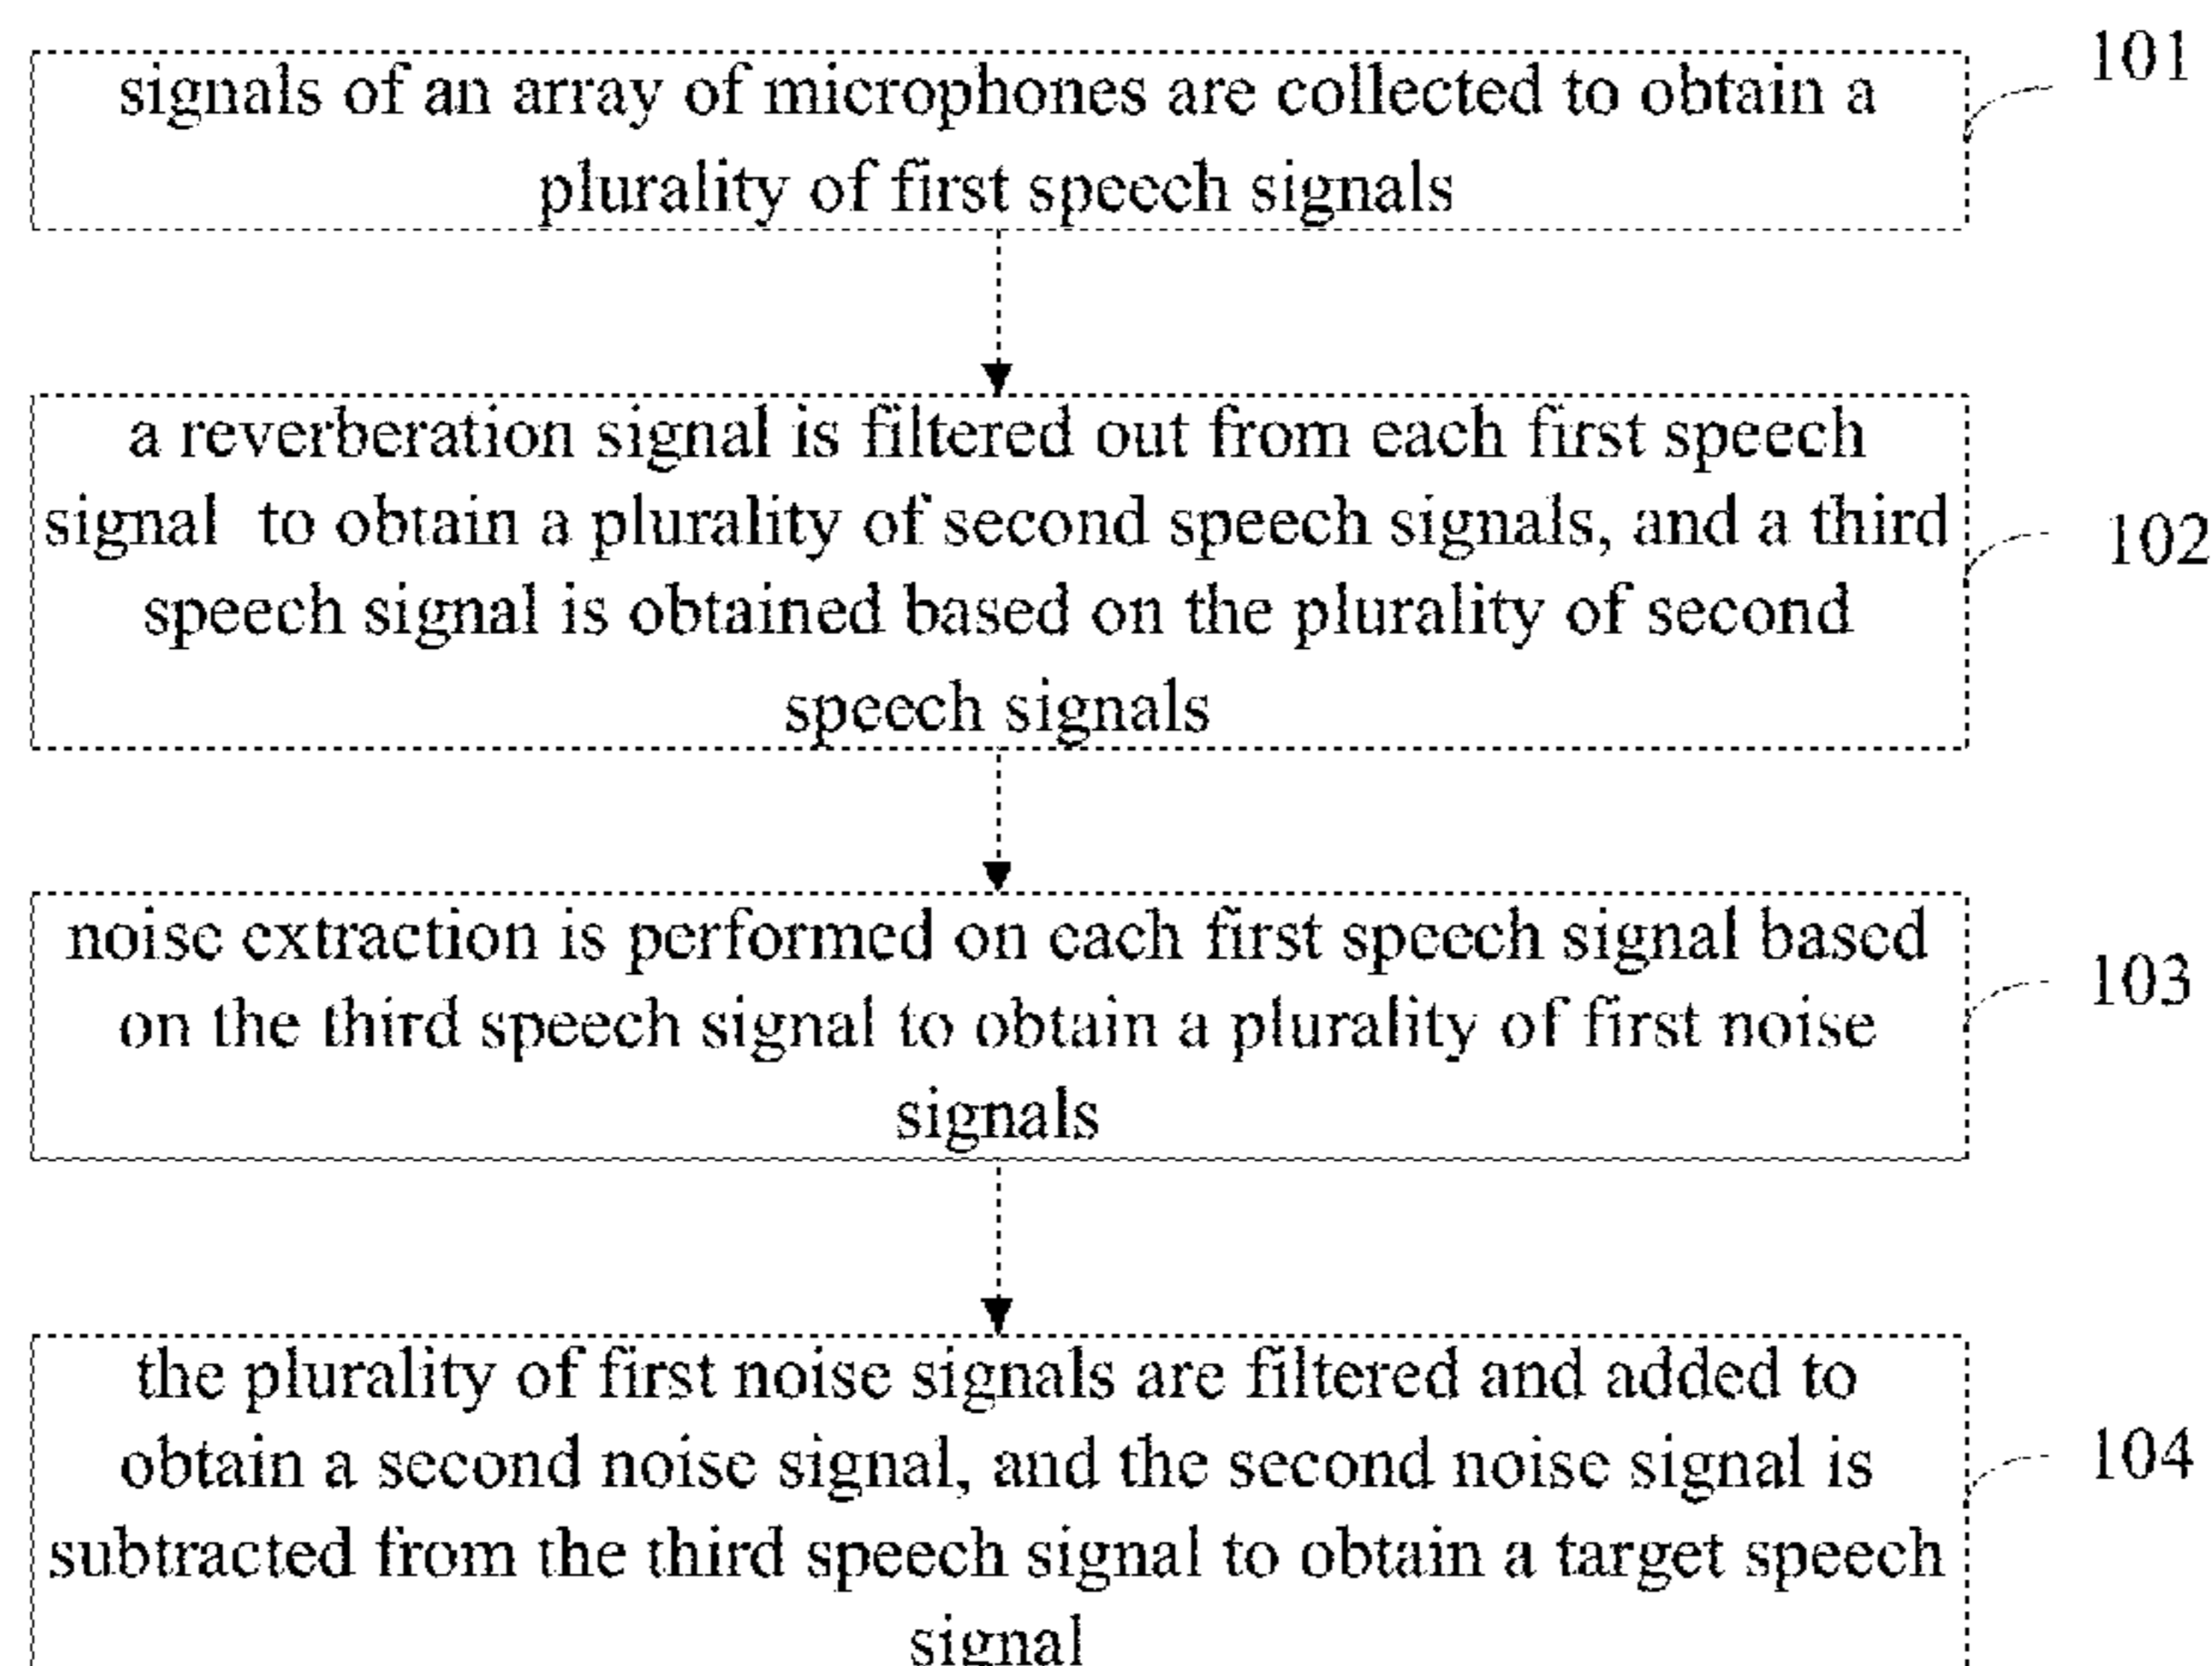 signals of an array of microphones are collected to obtain a
plurality of first speech signals
101
a reverberation signal is filtered out from each first speech
signal to obtain a plurality of second speech signals, and a third
speech signal is obtained based on the plurality of second
speech signals
102
noise extraction is performed on each first speech signal based
on the third speech signal to obtain a plurality of first noise
signals
103
the plurality of first noise signals are filtered and added to
obtain a second noise signal, and the second noise signal is
subtracted from the third speech signal to obtain a target speech
signal
104